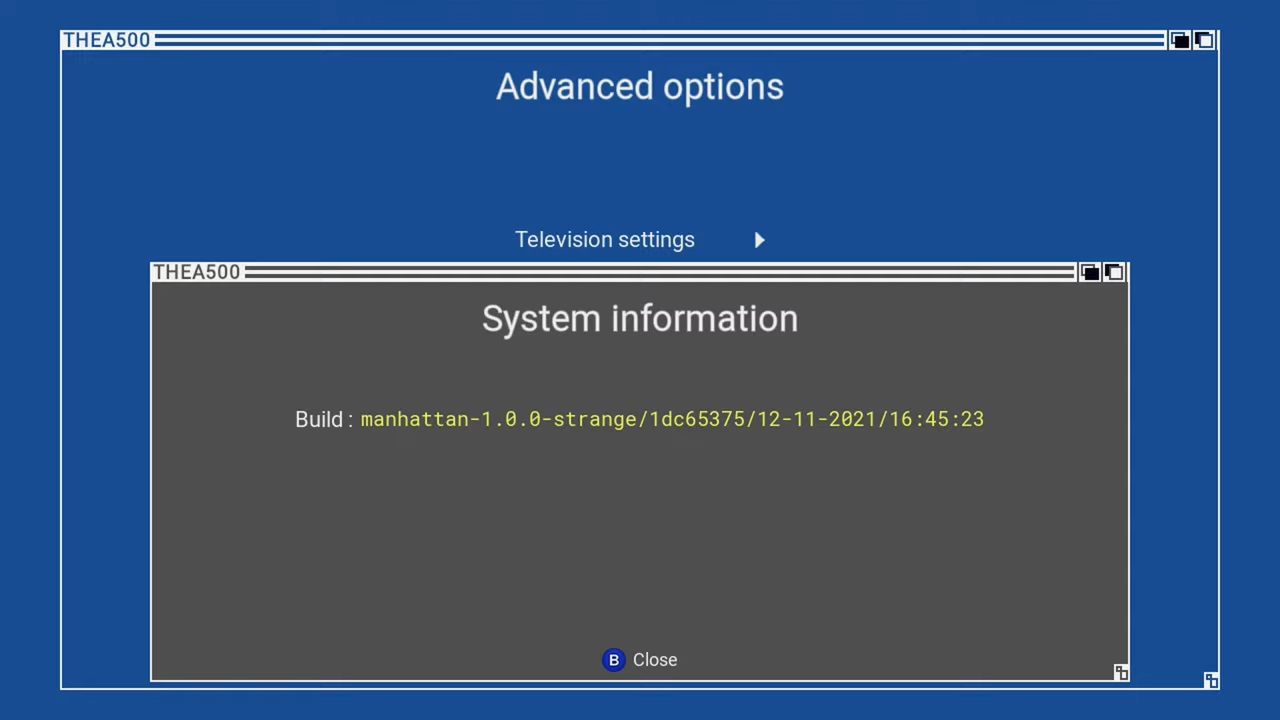 THEA500
Advanced options
Television settings
THEA500
System information
Build : manhattan-1.0.0-strange/1dc65375/12-11-2021/16:45:23
B Close